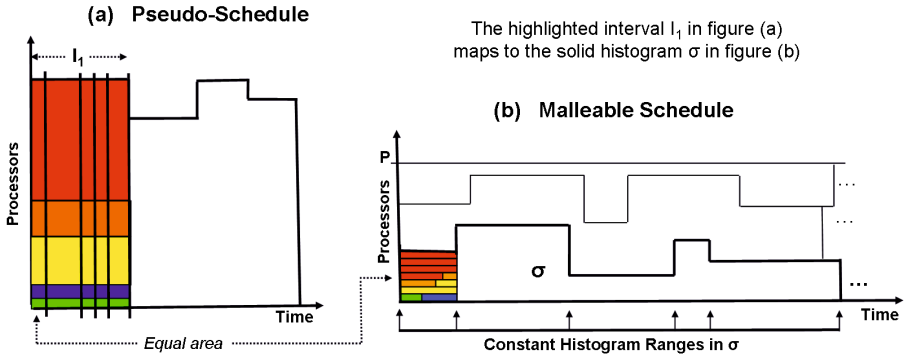 (a) Pseudo-Schedule
I1
Processors
Time
Equal area
The highlighted interval I1 in figure (a)
maps to the solid histogram σ in figure (b)
(b) Malleable Schedule
P
Processors
σ
...
...
...
Time
Constant Histogram Ranges in σ